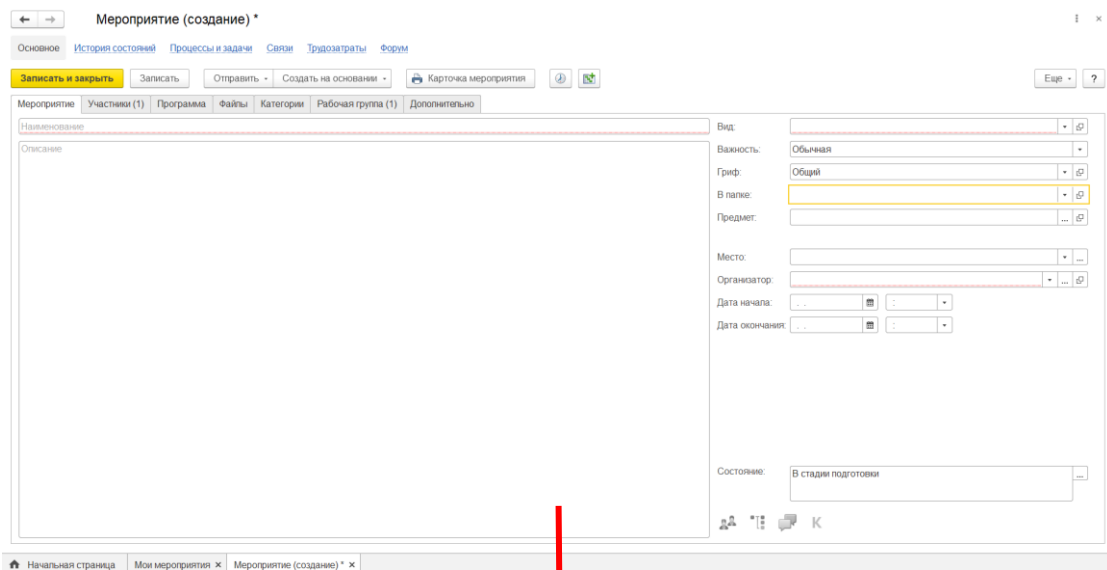 Мероприятие (создание) *
Основное История состояний Процессы и задачи Связи Трудозатраты Форум
Записать и закрыть Записать Отправить Создать на основании Карточка мероприятия Еще ?
Мероприятие Участники (1) Программа Файлы Категории Рабочая группа (1) Дополнительно
Наименование Вид:
Описание Важность: Обычная
Гриф: Общий
В папке:
Предмет: ...
Место: ...
Организатор: ...
Дата начала: . . :
Дата окончания: . . :
Состояние: В стадии подготовки ...
К
Начальная страница Мои мероприятия × Мероприятие (создание) * ×